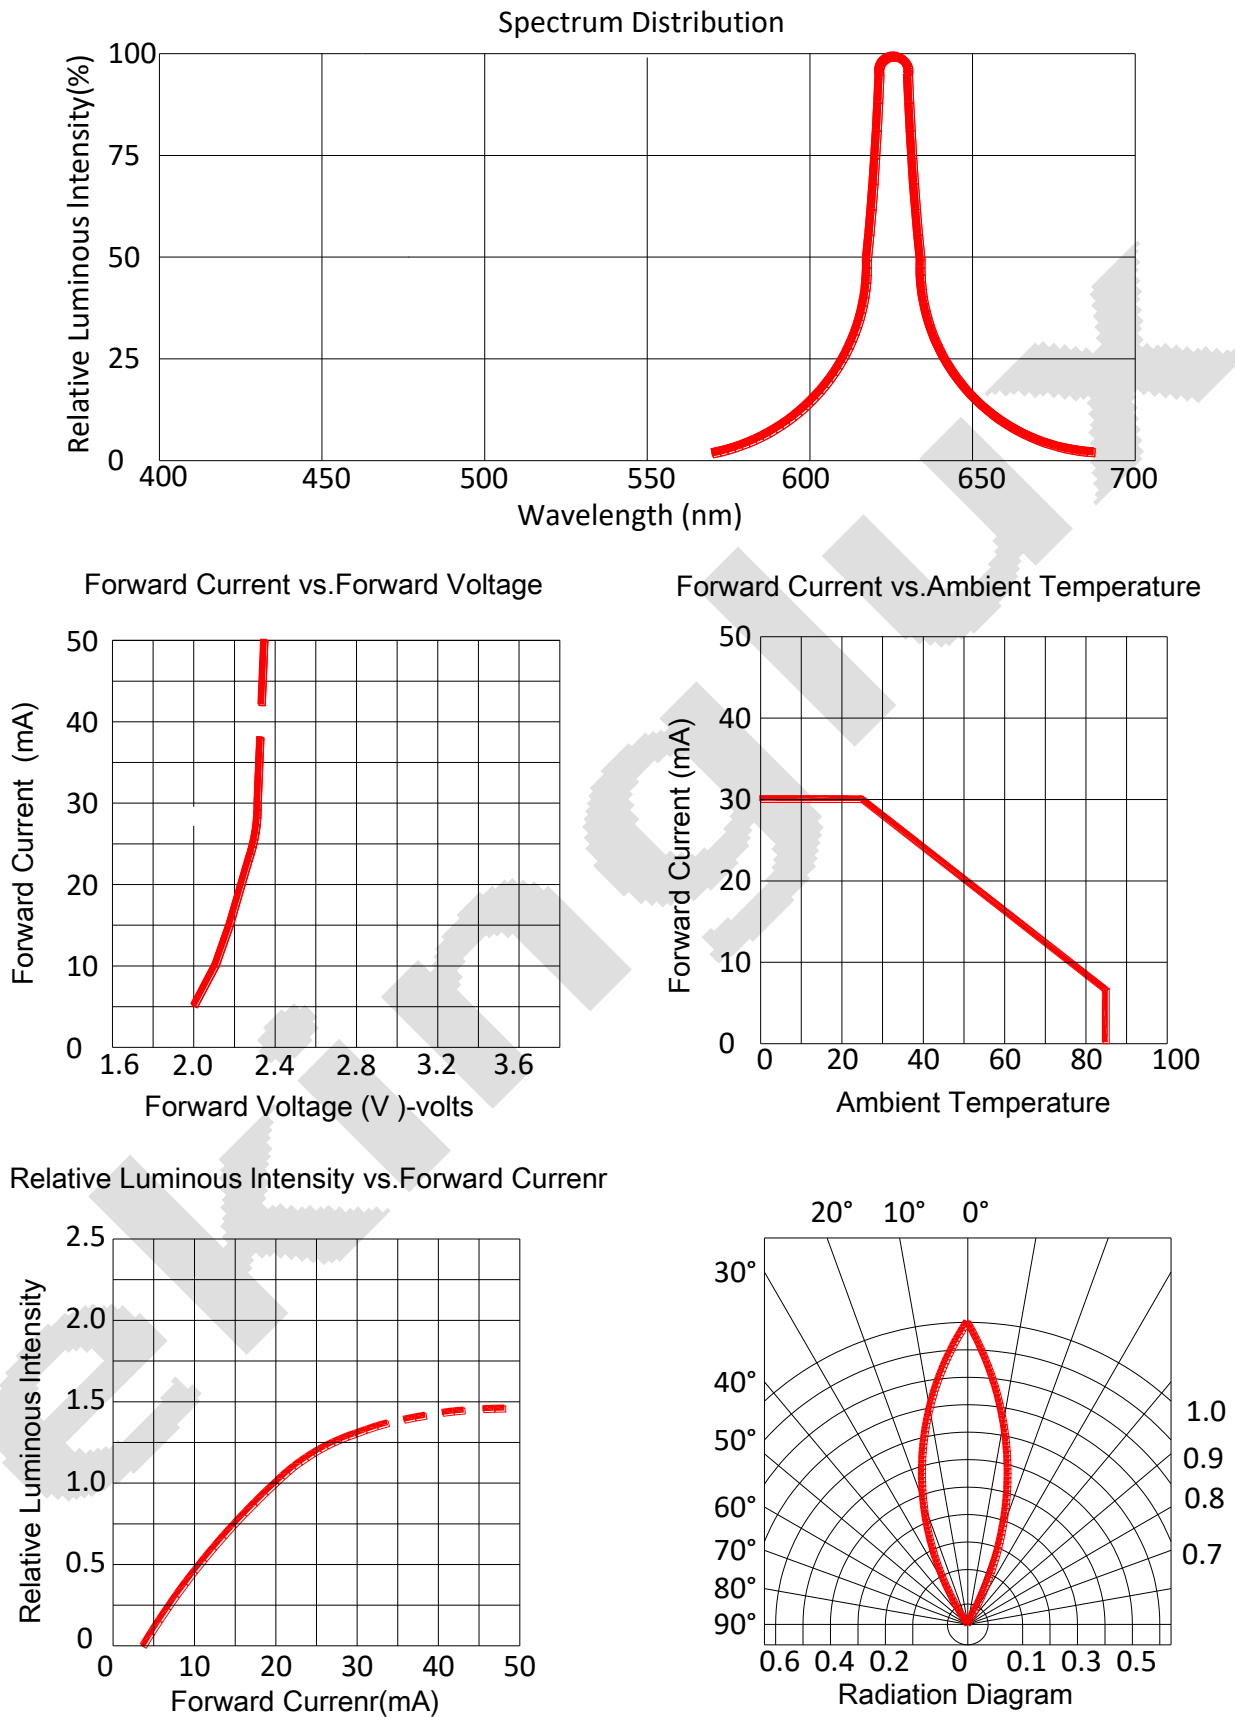 Spectrum Distribution
Relative Luminous Intensity(%)
100
75
50
25
0
400 450 500 550 600 650 700
Wavelength (nm)
Forward Current vs.Forward Voltage
Forward Current (mA)
50
40
30
20
10
0
1.6 2.0 2.4 2.8 3.2 3.6
Forward Voltage (V )-volts
Forward Current vs.Ambient Temperature
Forward Current (mA)
50
40
30
20
10
0
0 20 40 60 80 100
Ambient Temperature
Relative Luminous Intensity vs.Forward Currenr
Relative Luminous Intensity
2.5
2.0
1.5
1.0
0.5
0
0 10 20 30 40 50
Forward Currenr(mA)
20° 10° 0°
30°
40°
50°
60°
70°
80°
90°
1.0
0.9
0.8
0.7
0.6 0.4 0.2 0 0.1 0.3 0.5
Radiation Diagram
ekinglux